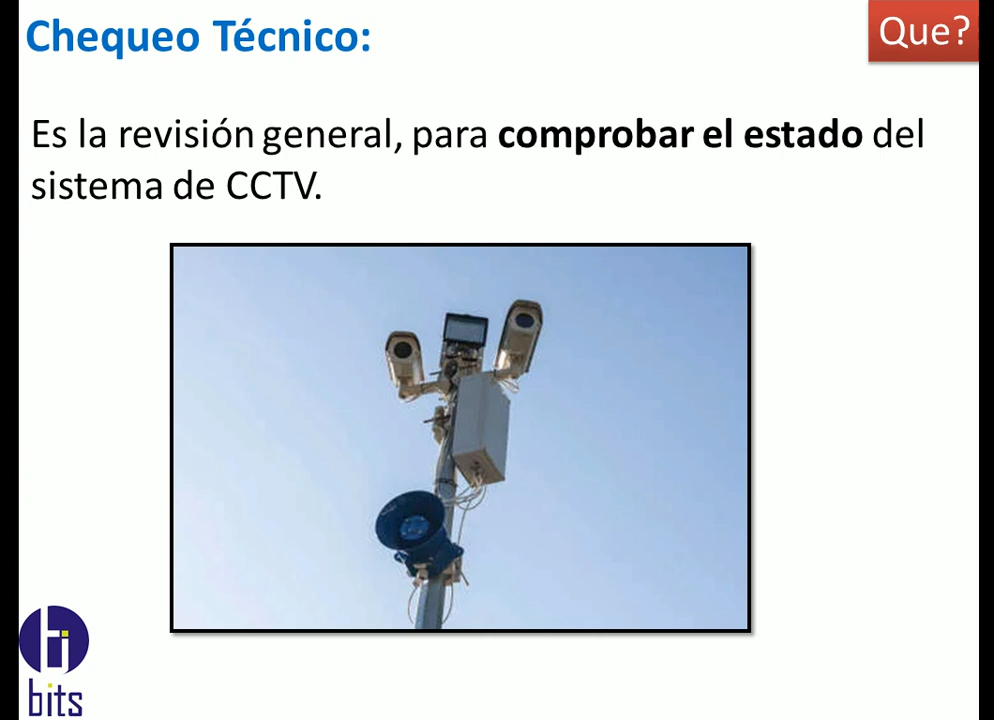 Chequeo Técnico:
Que?
Es la revisión general, para comprobar el estado del
sistema de CCTV.
bits